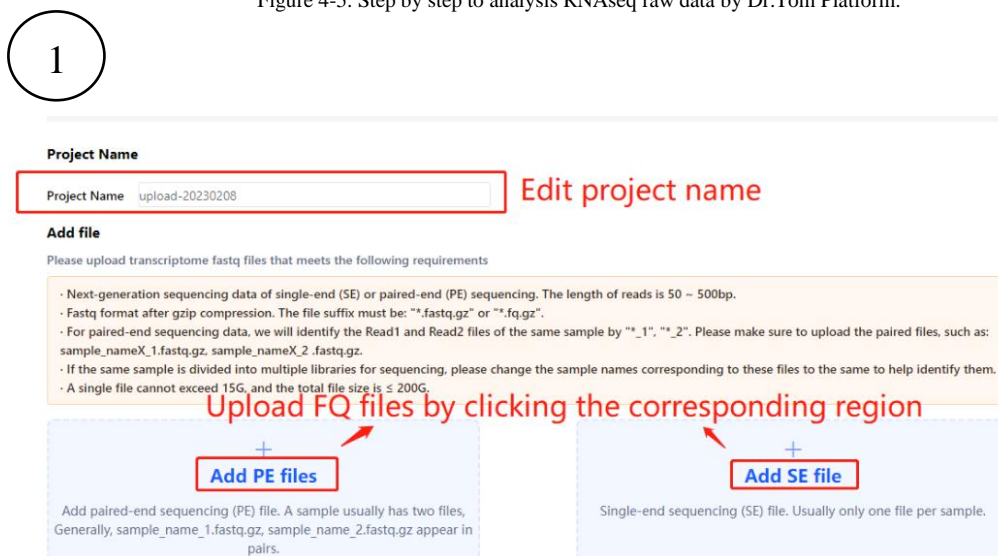 Figure 4-5. Step by step to analysis RNAseq raw data by Dr.Tom Platform.
1
Project Name
Project Name upload-20230208
Edit project name
Add file
Please upload transcriptome fastq files that meets the following requirements
· Next-generation sequencing data of single-end (SE) or paired-end (PE) sequencing. The length of reads is 50 ~ 500bp.
· Fastq format after gzip compression. The file suffix must be: "*.fastq.gz" or "*.fq.gz".
· For paired-end sequencing data, we will identify the Read1 and Read2 files of the same sample by "*_1", "*_2". Please make sure to upload the paired files, such as:
sample_nameX_1.fastq.gz, sample_nameX_2 .fastq.gz.
· If the same sample is divided into multiple libraries for sequencing, please change the sample names corresponding to these files to the same to help identify them.
· A single file cannot exceed 15G, and the total file size is ≤ 200G.
Upload FQ files by clicking the corresponding region
Add PE files
Add paired-end sequencing (PE) file. A sample usually has two files,
Generally, sample_name_1.fastq.gz, sample_name_2.fastq.gz appear in
pairs.
Add SE file
Single-end sequencing (SE) file. Usually only one file per sample.